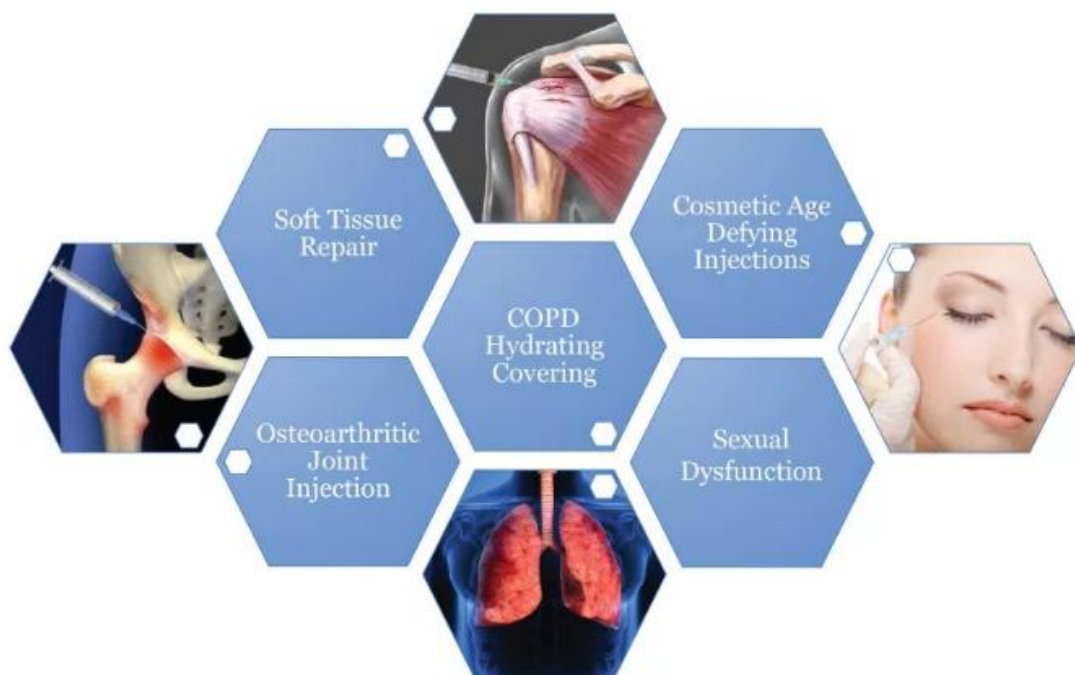 Soft Tissue
Repair
Cosmetic Age
Defying
Injections
COPD
Hydrating
Covering
Osteoarthritic
Joint
Injection
Sexual
Dysfunction